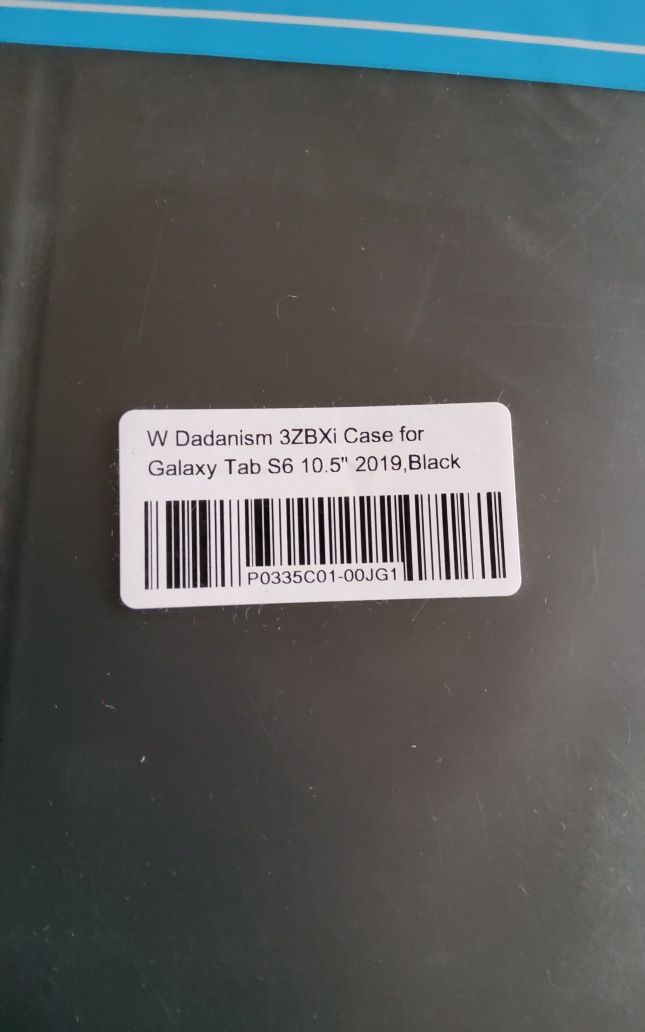 W Dadanism 3ZBXi Case for
Galaxy Tab S6 10.5" 2019,Black
P0335C01-00JG1